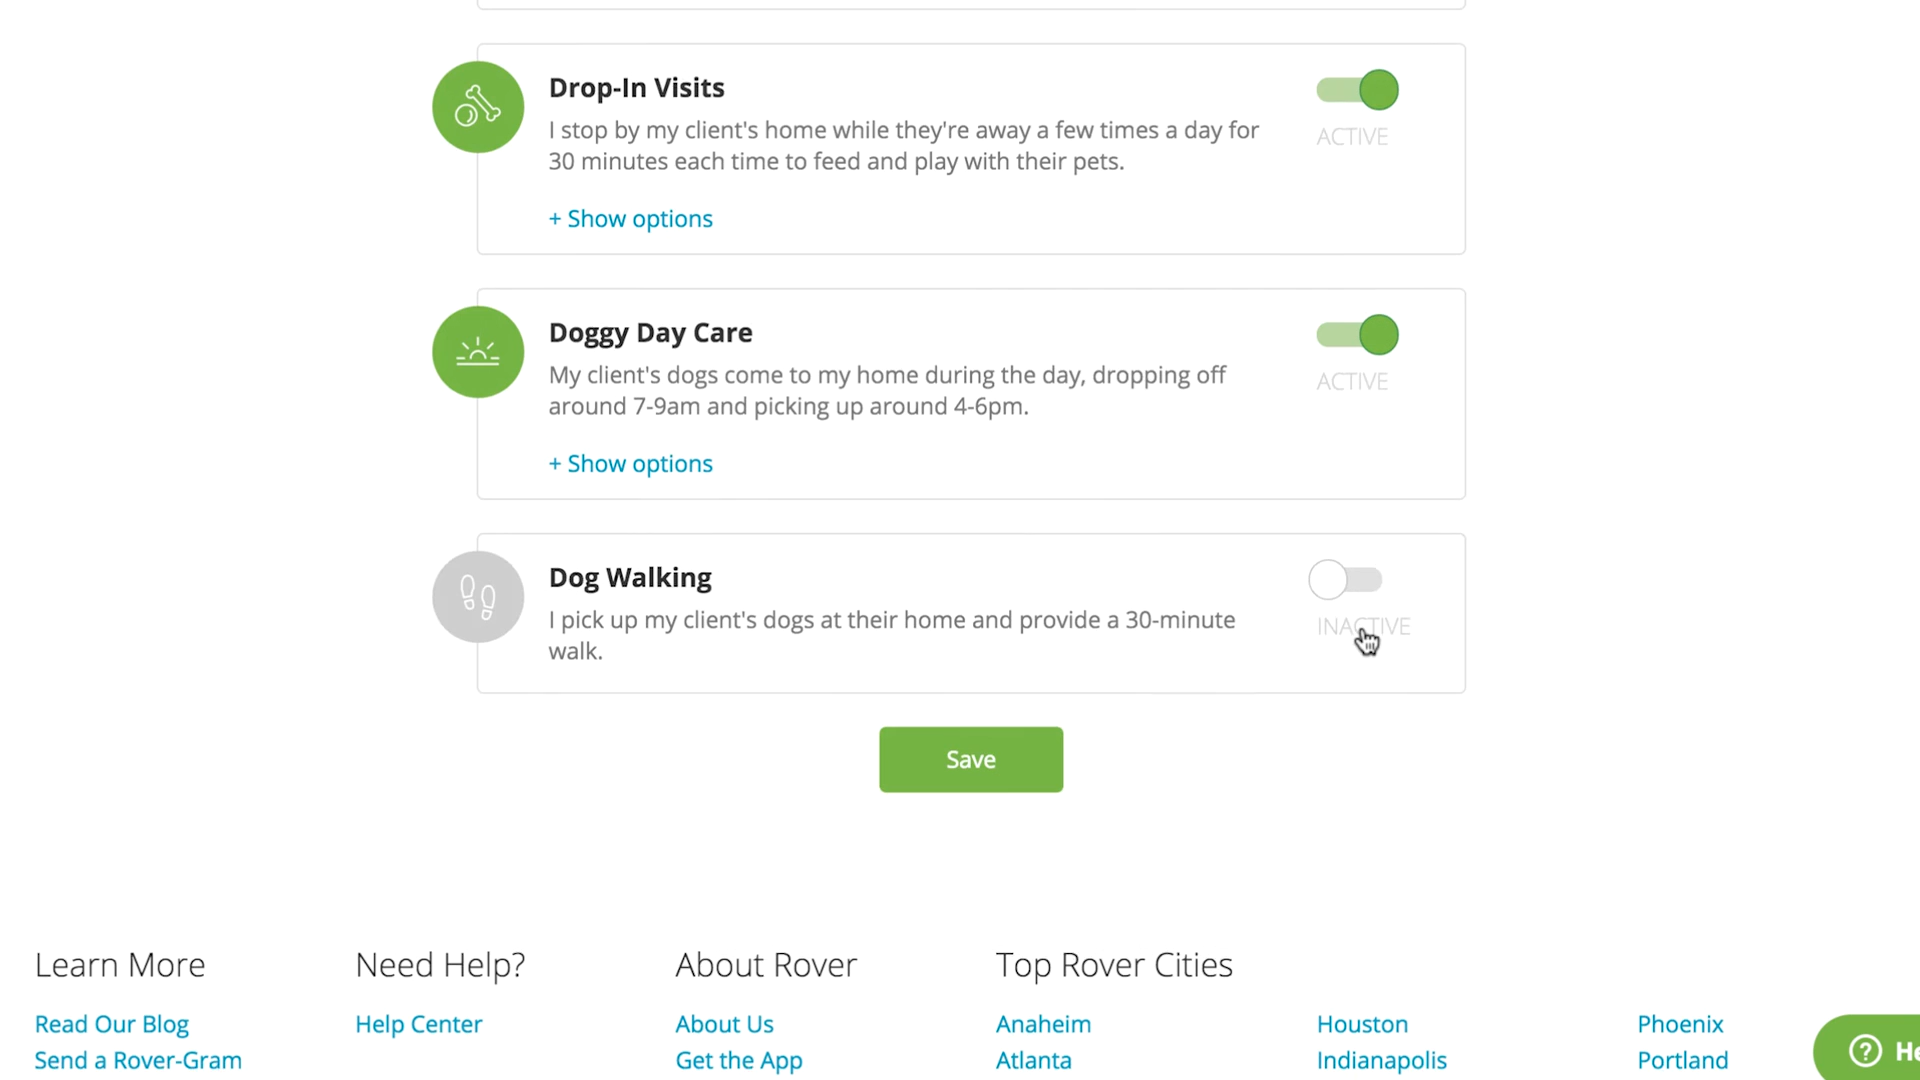 Drop-In Visits
I stop by my client's home while they're away a few times a day for
30 minutes each time to feed and play with their pets.
ACTIVE
+ Show options
Doggy Day Care
My client's dogs come to my home during the day, dropping off
around 7-9am and picking up around 4-6pm.
ACTIVE
+ Show options
Dog Walking
I pick up my client's dogs at their home and provide a 30-minute
walk.
INACTIVE
Save
Learn More
Read Our Blog
Send a Rover-Gram
Need Help?
Help Center
About Rover
About Us
Get the App
Top Rover Cities
Anaheim
Atlanta
Houston
Indianapolis
Phoenix
Portland